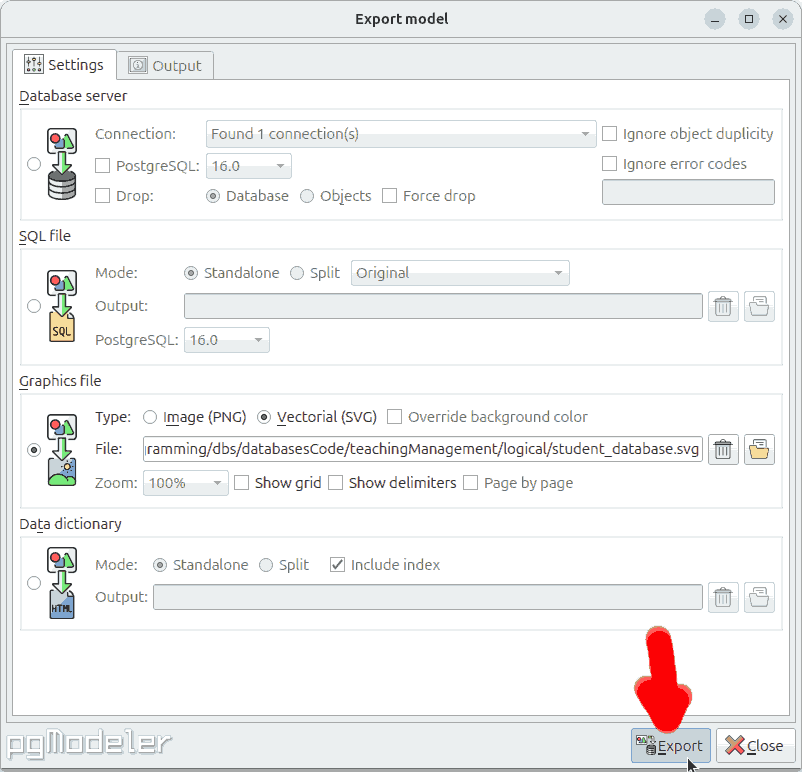 Export model
Settings Output
Database server
Connection: Found 1 connection(s) Ignore object duplicity
PostgreSQL: 16.0 Ignore error codes
Drop: Database Objects Force drop
SQL file
Mode: Standalone Split Original
SQL
Output:
PostgreSQL: 16.0
Graphics file
Type: Image (PNG) Vectorial (SVG) Override background color
File: ramming/dbs/databasesCode/teachingManagement/logical/student_database.svg
Zoom: 100% Show grid Show delimiters Page by page
Data dictionary
Mode: Standalone Split Include index
HTML
Output:
pgModeler Export Close